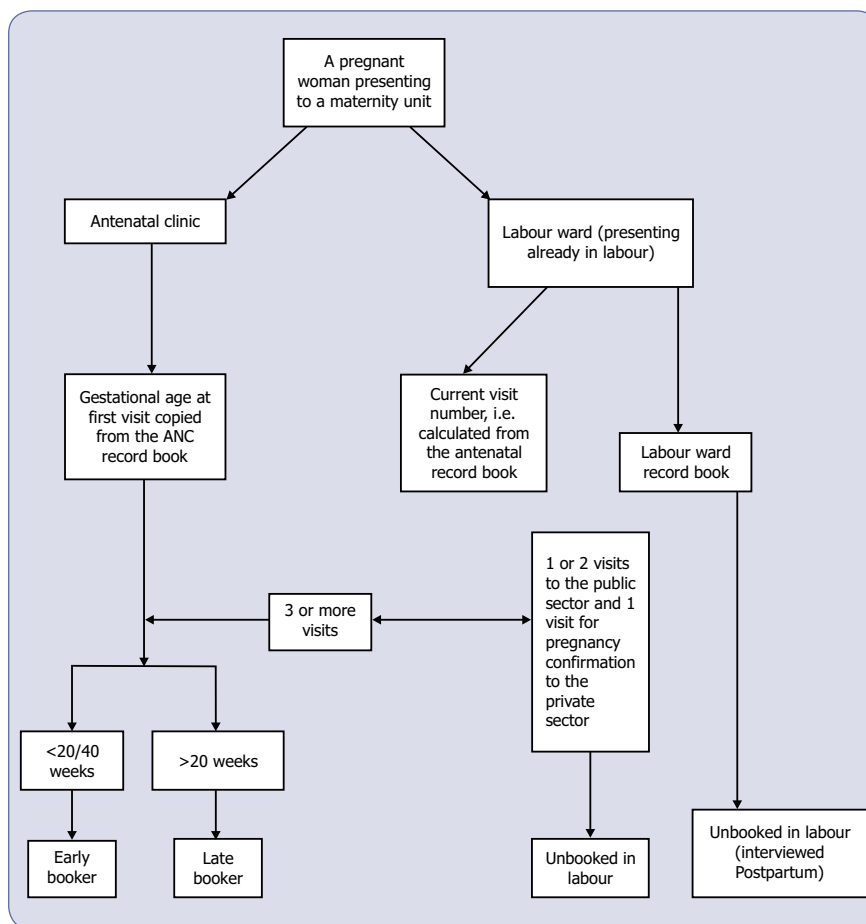 A pregnant
woman presenting
to a maternity unit
Antenatal clinic
Labour ward (presenting
already in labour)
Gestational age at
first visit copied
from the ANC
record book
Current visit
number, i.e.
calculated from
the antenatal
record book
Labour ward
record book
3 or more
visits
1 or 2 visits
to the public
sector and 1
visit for
pregnancy
confirmation
to the
private
sector
<20/40
weeks
>20 weeks
Early
booker
Late
booker
Unbooked in
labour
Unbooked in labour
(interviewed
Postpartum)